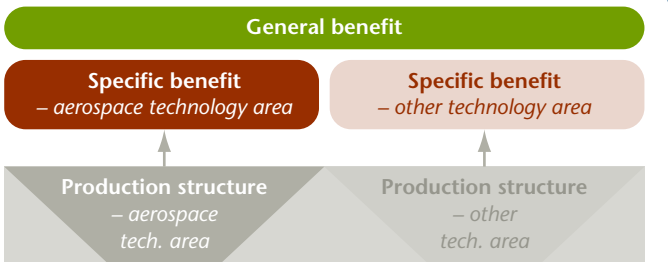 General benefit
Specific benefit
– aerospace technology area
Specific benefit
– other technology area
Production structure
– aerospace
tech. area
Production structure
– other
tech. area